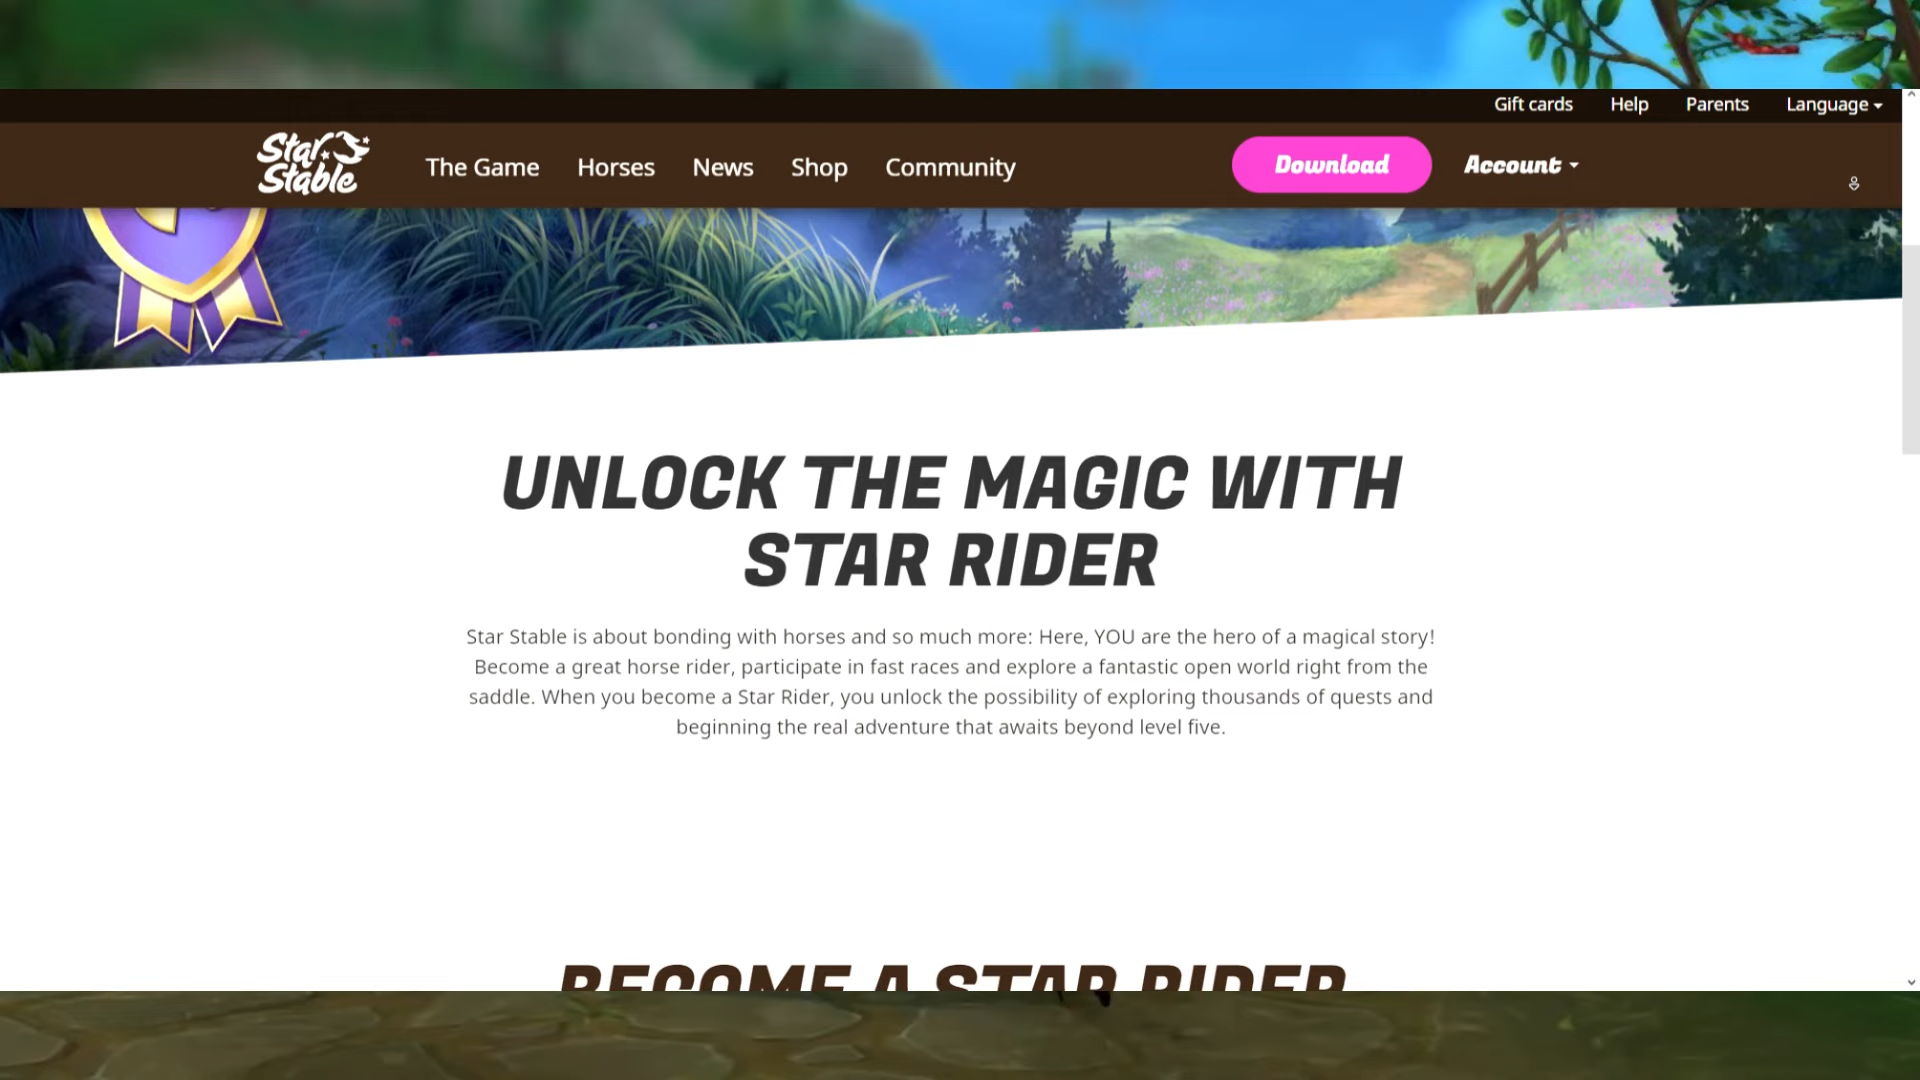 Gift cards Help Parents Language
Star Stable
The Game Horses News Shop Community Download Account
UNLOCK THE MAGIC WITH
STAR RIDER
Star Stable is about bonding with horses and so much more: Here, YOU are the hero of a magical story!
Become a great horse rider, participate in fast races and explore a fantastic open world right from the
saddle. When you become a Star Rider, you unlock the possibility of exploring thousands of quests and
beginning the real adventure that awaits beyond level five.
BECOME A STAR RIDER